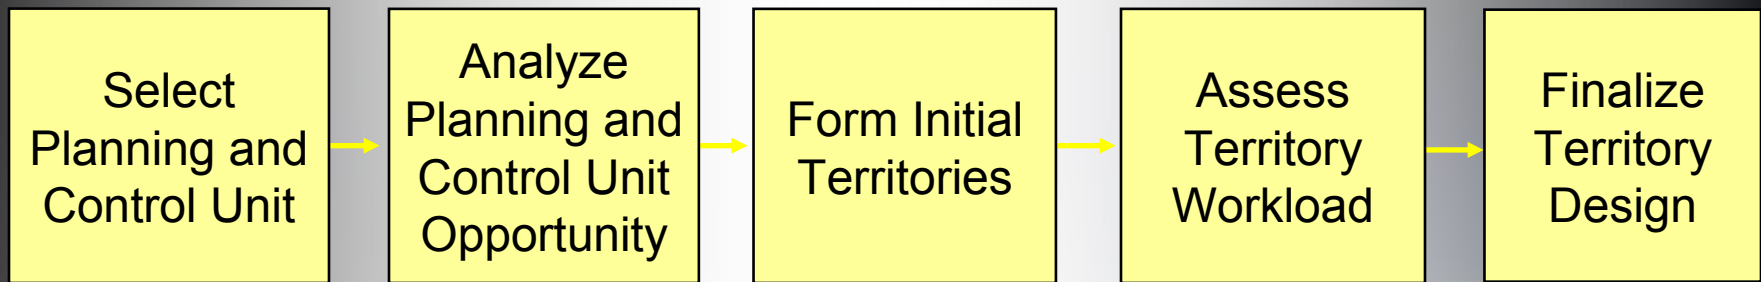 Select
Planning and
Control Unit
Analyze
Planning and
Control Unit
Opportunity
Form Initial
Territories
Assess
Territory
Workload
Finalize
Territory
Design